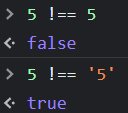 > 5 !== 5
< false
> 5 !== '5'
< true